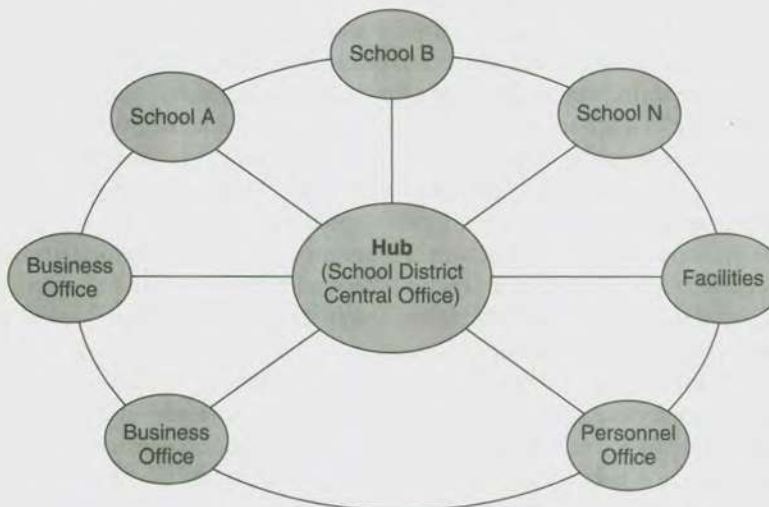 School B
School A
School N
Hub
(School District
Central Office)
Business
Office
Facilities
Business
Office
Personnel
Office